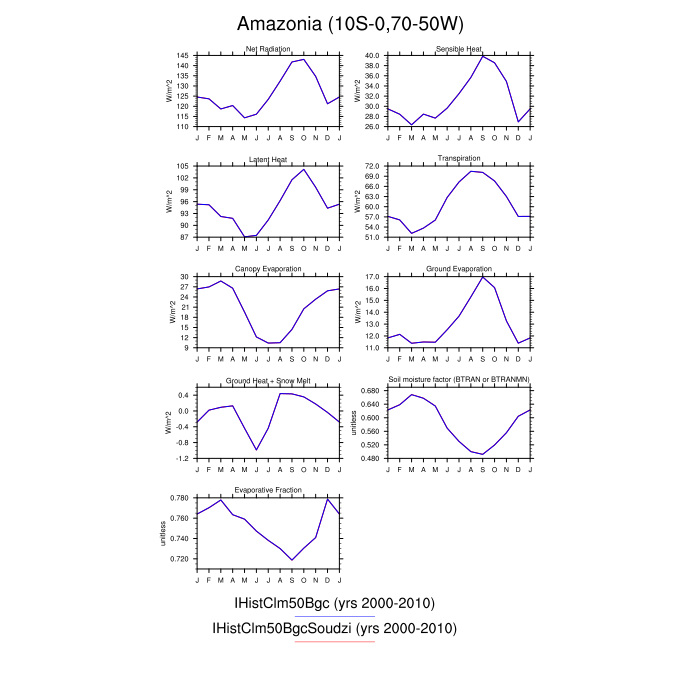 Amazonia (10S-0,70-50W)
Net Radiation
W/m^2
145
140
135
130
125
120
115
110
J F M A M J J A S O N D J
Sensible Heat
W/m^2
40.0
38.0
36.0
34.0
32.0
30.0
28.0
26.0
J F M A M J J A S O N D J
Latent Heat
W/m^2
105
102
99
96
93
90
87
J F M A M J J A S O N D J
Transpiration
W/m^2
72.0
69.0
66.0
63.0
60.0
57.0
54.0
51.0
J F M A M J J A S O N D J
Canopy Evaporation
W/m^2
30
27
24
21
18
15
12
9
J F M A M J J A S O N D J
Ground Evaporation
W/m^2
17.0
16.0
15.0
14.0
13.0
12.0
11.0
J F M A M J J A S O N D J
Ground Heat + Snow Melt
W/m^2
0.4
0.0
-0.4
-0.8
-1.2
J F M A M J J A S O N D J
Soil moisture factor (BTRAN or BTRANMN)
unitless
0.680
0.640
0.600
0.560
0.520
0.480
J F M A M J J A S O N D J
Evaporative Fraction
unitless
0.780
0.760
0.740
0.720
J F M A M J J A S O N D J
IHistClm50Bgc (yrs 2000-2010)
IHistClm50BgcSoudzi (yrs 2000-2010)